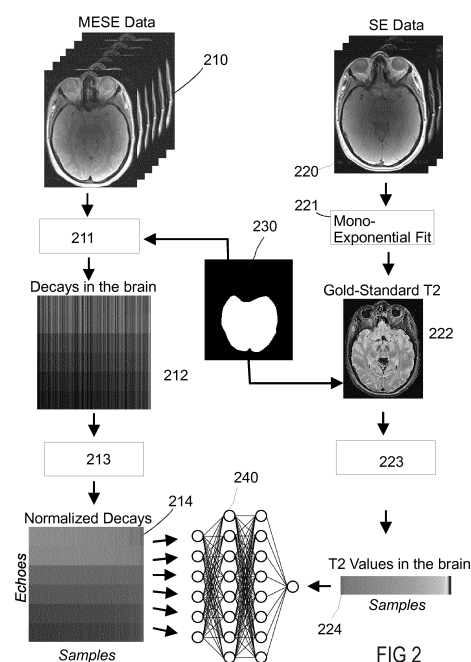 MESE Data
SE Data
210
220
221
Mono-
Exponential Fit
211
230
Decays in the brain
Gold-Standard T2
222
212
213
223
214
240
Normalized Decays
Echoes
Samples
T2 Values in the brain
Samples
224
FIG 2